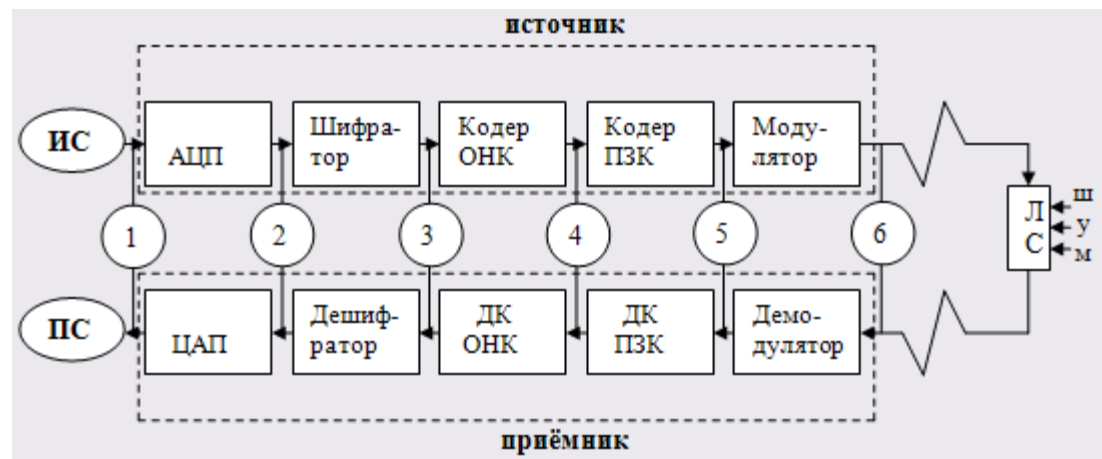 источник
ИС
АЦП
Шифра-
тор
Кодер
ОНК
Кодер
ПЗК
Моду-
лятор
1
2
3
4
5
6
Л
С
ш
у
м
ПС
ЦАП
Дешиф-
ратор
ДК
ОНК
ДК
ПЗК
Демо-
дулятор
приёмник